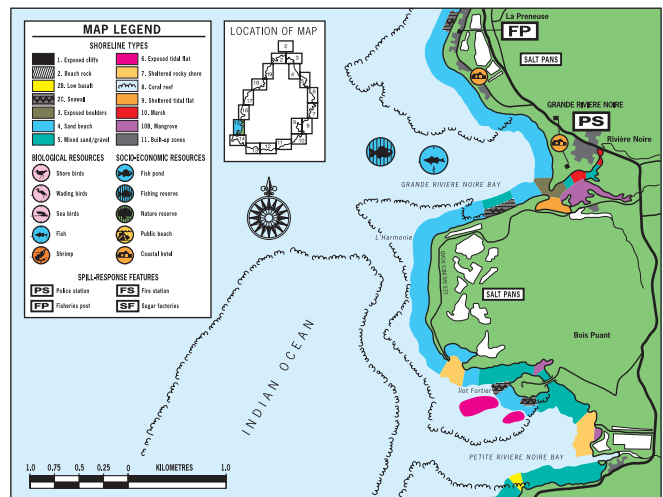 MAP LEGEND
SHORELINE TYPES
1. Exposed cliffs
2. Beach rock
2B. Low basalt
2C. Seawall
3. Exposed boulders
4. Sand beach
5. Mixed sand/gravel
6. Exposed tidal flat
7. Sheltered rocky shore
8. Coral reef
9. Sheltered tidal flat
10. Marsh
10B. Mangrove
11. Built-up zones
BIOLOGICAL RESOURCES
Shore birds
Wading birds
Sea birds
Fish
Shrimp
SOCIO-ECONOMIC RESOURCES
Fish pond
Fishing reserve
Nature reserve
Public beach
Coastal hotel
SPILL-RESPONSE FEATURES
PS Police station
FP Fisheries post
FS Fire station
SF Sugar factories
LOCATION OF MAP
La Preneuse
FP
SALT PANS
GRANDE RIVIERE NOIRE
PS
Rivière Noire
GRANDE RIVIERE NOIRE BAY
L'Harmonie
LES SALINES ROAD
SALT PANS
Bois Puant
INDIAN OCEAN
îlot Fortier
PETITE RIVIERE NOIRE BAY
1.0 0.75 0.5 0.25 0 KILOMETRES 1.0